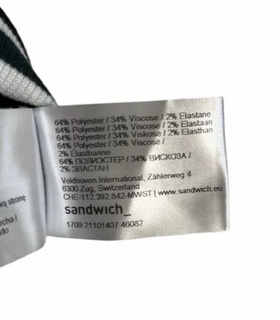 64% Polyester / 34% Viscose / 2% Elastane
64% Polyester / 34% Viscose / 2% Elastaan
64% Polyester / 34% Viskose / 2% Elasthan
64% Polyester / 34% Viscose /
2% Elasthanne
64% ПОЛИЭСТЕР / 34% ВИСКОЗА /
2% ЭЛАСТАН
Veldhoven International, Zählerweg 4
6300 Zug, Switzerland
CHE-112.392.842-MWST | www.sandwich.eu
sandwich_
1709 21101407 46082
stronę